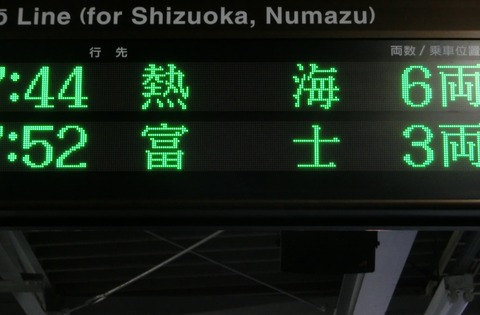 Line (for Shizuoka, Numazu)
行先 両数/乗車位置
:44 熱海 6両
:52 富士 3両